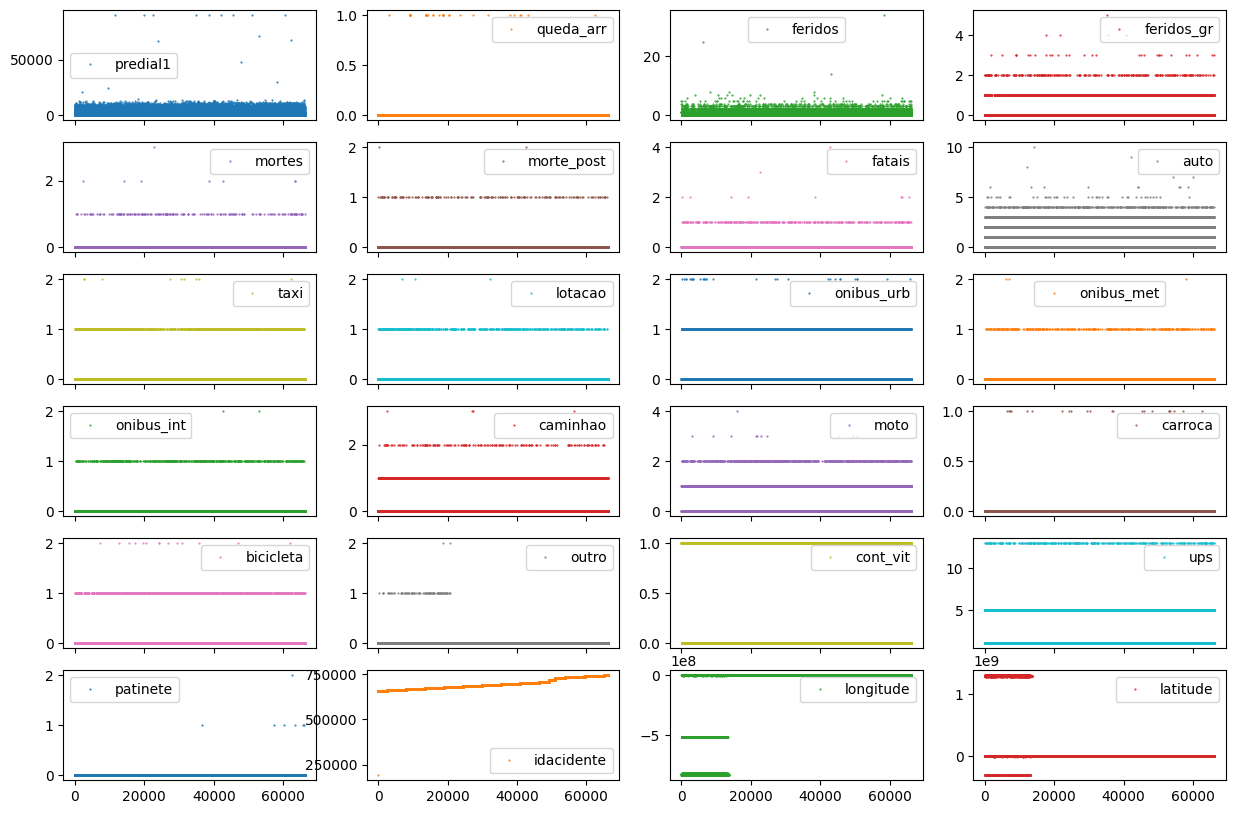 50000
0
predial1
1.0
0.5
0.0
queda_arr
20
0
feridos
4
2
0
feridos_gr
2
0
mortes
2
1
0
morte_post
4
2
0
fatais
10
5
0
auto
2
1
0
taxi
2
1
0
lotacao
2
1
0
onibus_urb
2
1
0
onibus_met
2
1
0
onibus_int
2
0
caminhao
4
2
0
moto
1.0
0.5
0.0
carroca
2
1
0
bicicleta
2
1
0
outro
1.0
0.5
0.0
cont_vit
10
5
ups
2
1
0
patinete
0 20000 40000 60000
750000
500000
250000
idacidente
0 20000 40000 60000
1e8
0
−5
longitude
0 20000 40000 60000
1e9
1
0
latitude
0 20000 40000 60000